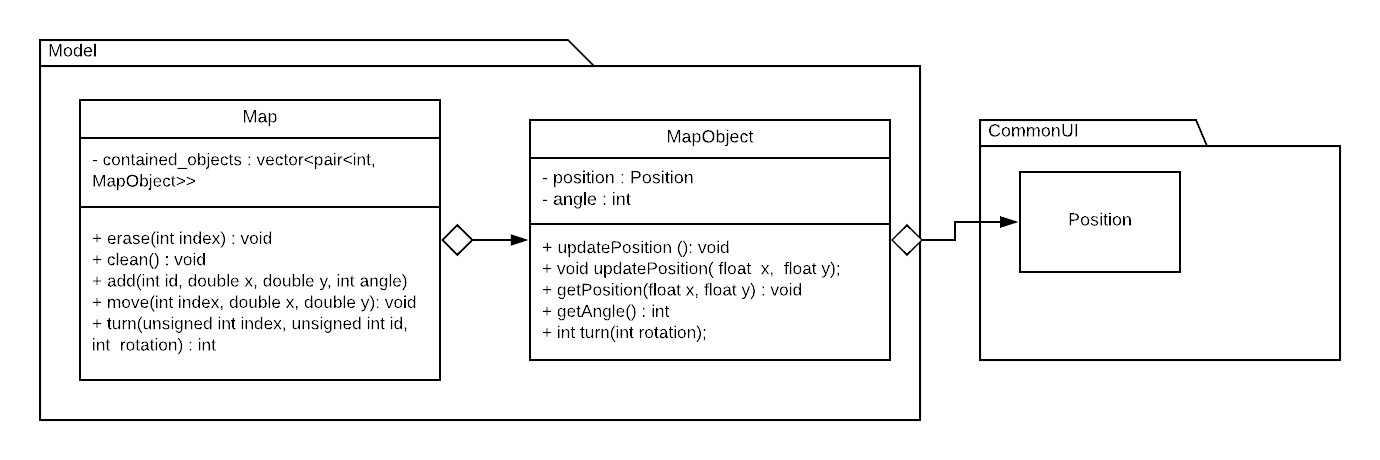 Model
Map
- contained_objects : vector<pair<int,
MapObject>>
+ erase(int index) : void
+ clean() : void
+ add(int id, double x, double y, int angle)
+ move(int index, double x, double y): void
+ turn(unsigned int index, unsigned int id,
int  rotation) : int
MapObject
- position : Position
- angle : int
+ updatePosition (): void
+ void updatePosition( float  x,  float y);
+ getPosition(float x, float y) : void
+ getAngle() : int
+ int turn(int rotation);
CommonUI
Position